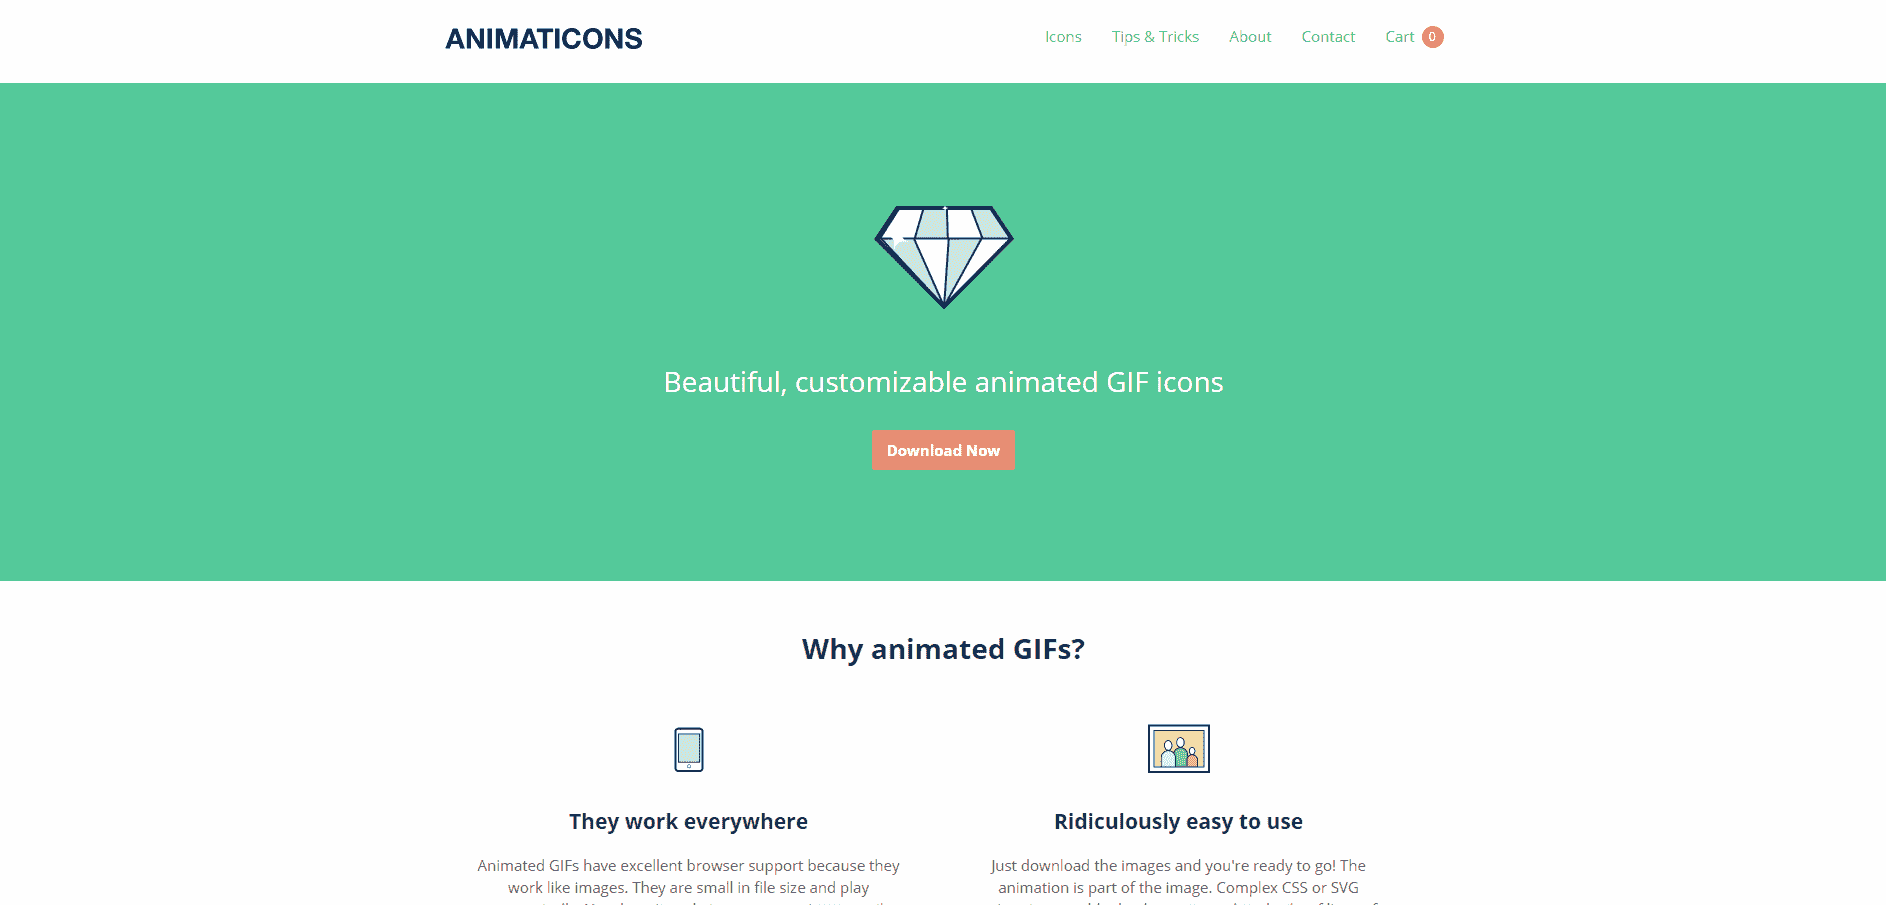 ANIMATICONS
Icons Tips & Tricks About Contact Cart 0
Beautiful, customizable animated GIF icons
Download Now
Why animated GIFs?
They work everywhere
Animated GIFs have excellent browser support because they
work like images. They are small in file size and play
Ridiculously easy to use
Just download the images and you're ready to go! The
animation is part of the image. Complex CSS or SVG